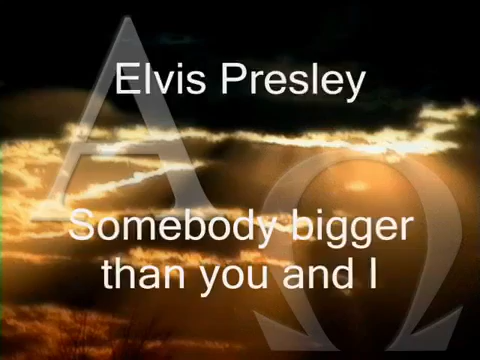 Elvis Presley
Α Ω
Somebody bigger
than you and I